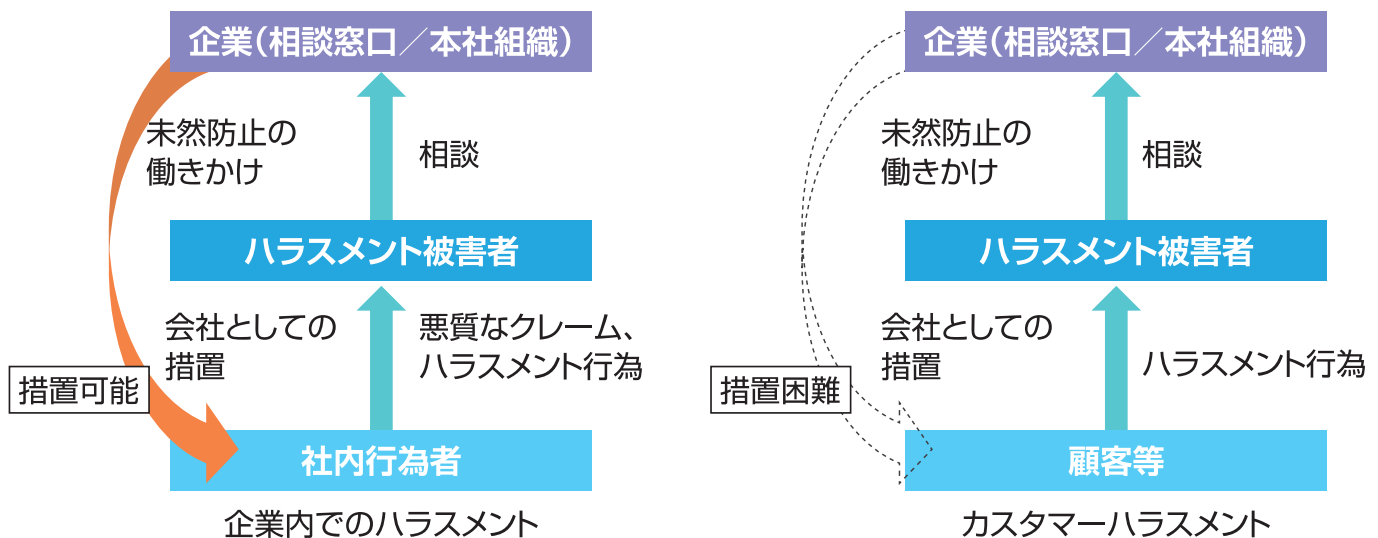 企業（相談窓口／本社組織）
未然防止の
働きかけ
相談
ハラスメント被害者
会社としての
措置
悪質なクレーム、
ハラスメント行為
措置可能
社内行為者
企業内でのハラスメント
企業（相談窓口／本社組織）
未然防止の
働きかけ
相談
ハラスメント被害者
会社としての
措置
ハラスメント行為
措置困難
顧客等
カスタマーハラスメント